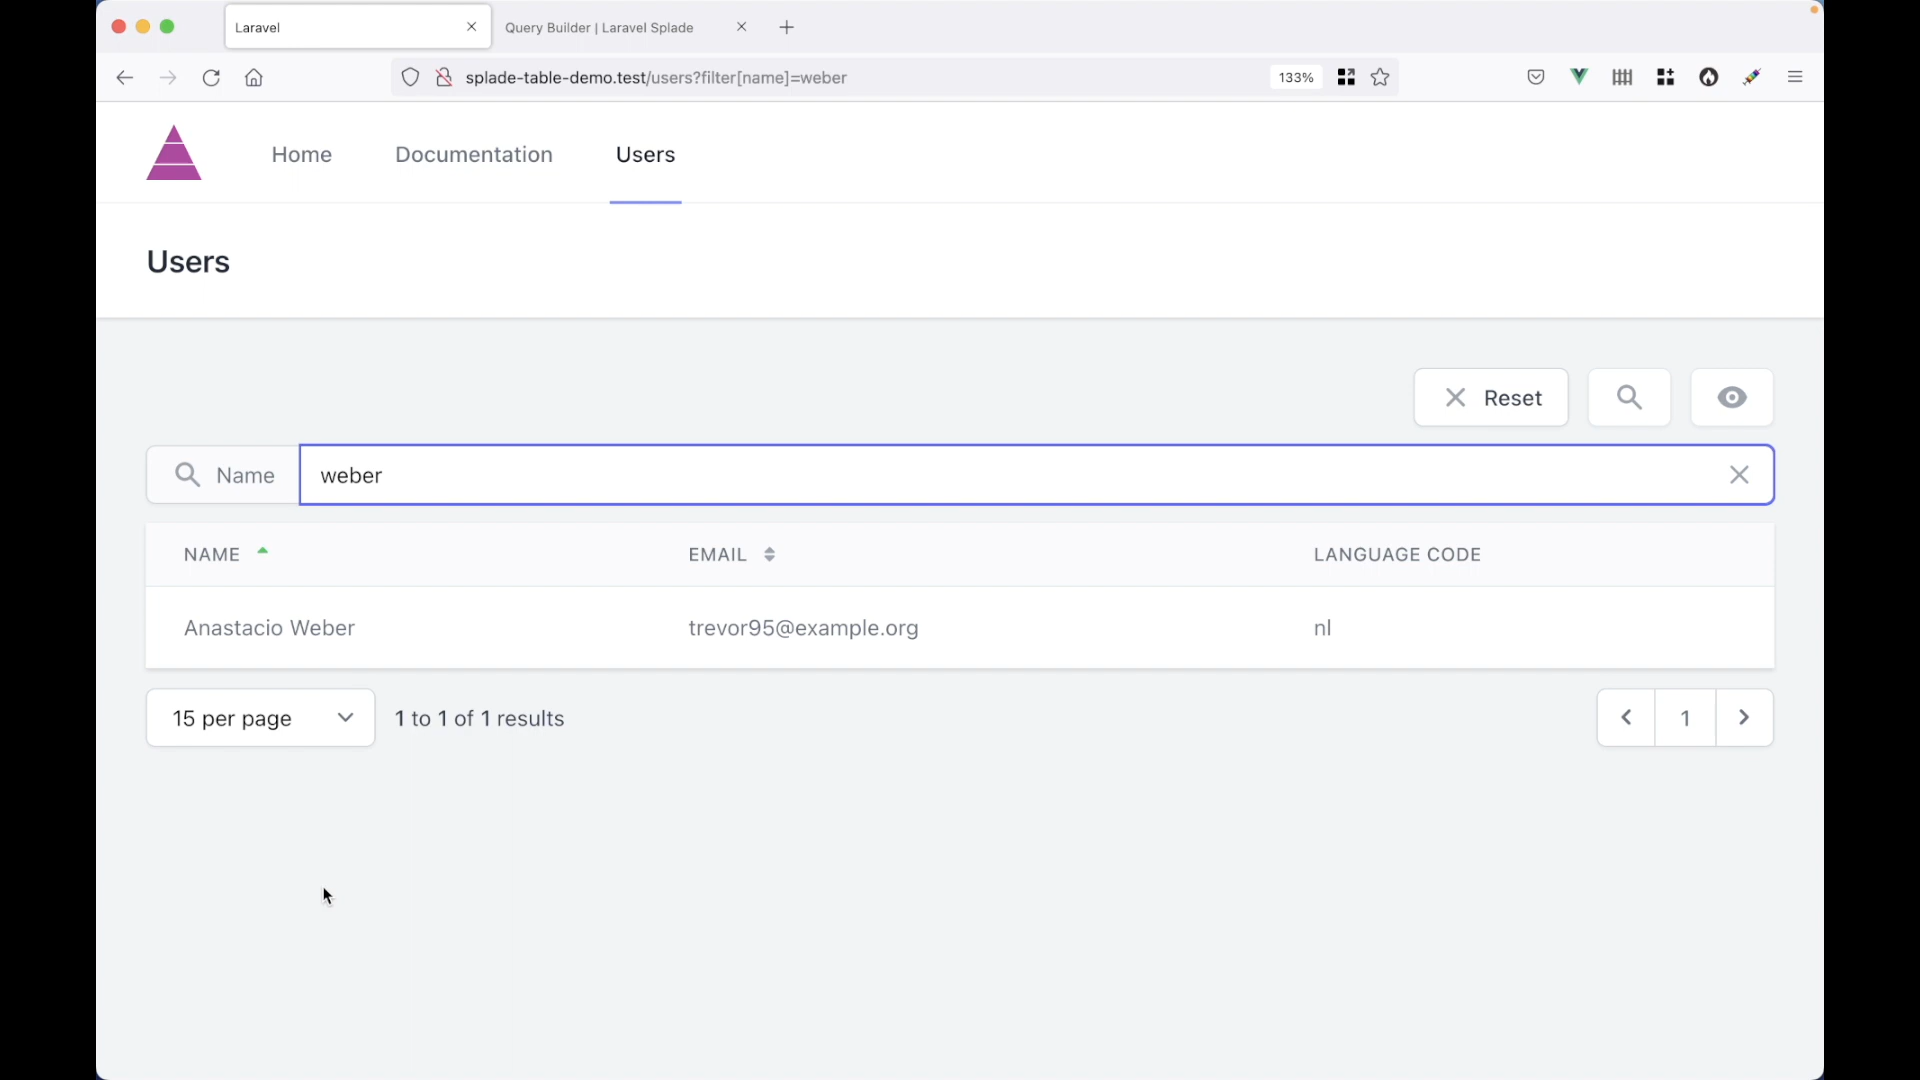 Laravel
Query Builder | Laravel Splade
splade-table-demo.test/users?filter[name]=weber
133%
Home
Documentation
Users
Users
Reset
Name
weber
NAME
EMAIL
LANGUAGE CODE
Anastacio Weber
trevor95@example.org
nl
15 per page
1 to 1 of 1 results
1